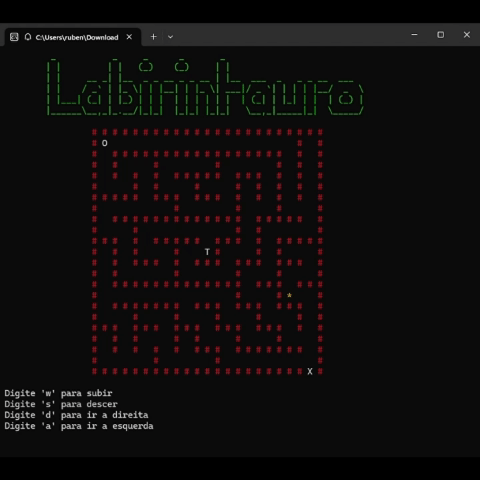 C:\Users\ruben\Download
Labirintauro
O
T
*
X
Digite 'w' para subir
Digite 's' para descer
Digite 'd' para ir a direita
Digite 'a' para ir a esquerda